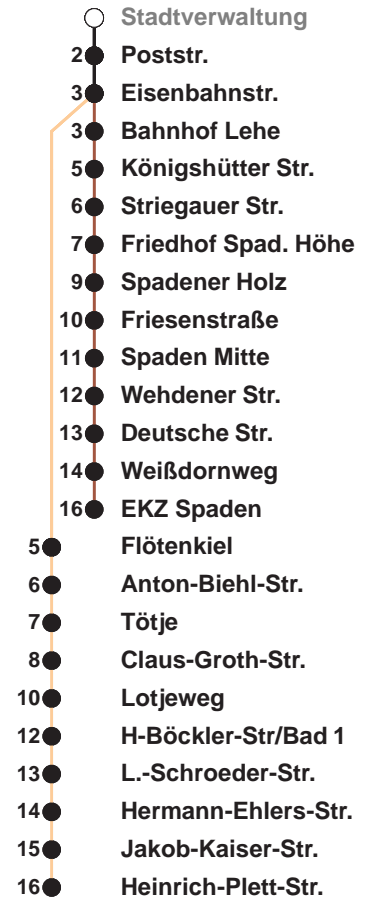 Stadtverwaltung
2 Poststr.
3 Eisenbahnstr.
3 Bahnhof Lehe
5 Königshütter Str.
6 Striegauer Str.
7 Friedhof Spad. Höhe
9 Spadener Holz
10 Friesenstraße
11 Spaden Mitte
12 Wehdener Str.
13 Deutsche Str.
14 Weißdornweg
16 EKZ Spaden
5 Flötenkiel
6 Anton-Biehl-Str.
7 Tötje
8 Claus-Groth-Str.
10 Lotjeweg
12 H-Böckler-Str/Bad 1
13 L.-Schroeder-Str.
14 Hermann-Ehlers-Str.
15 Jakob-Kaiser-Str.
16 Heinrich-Plett-Str.